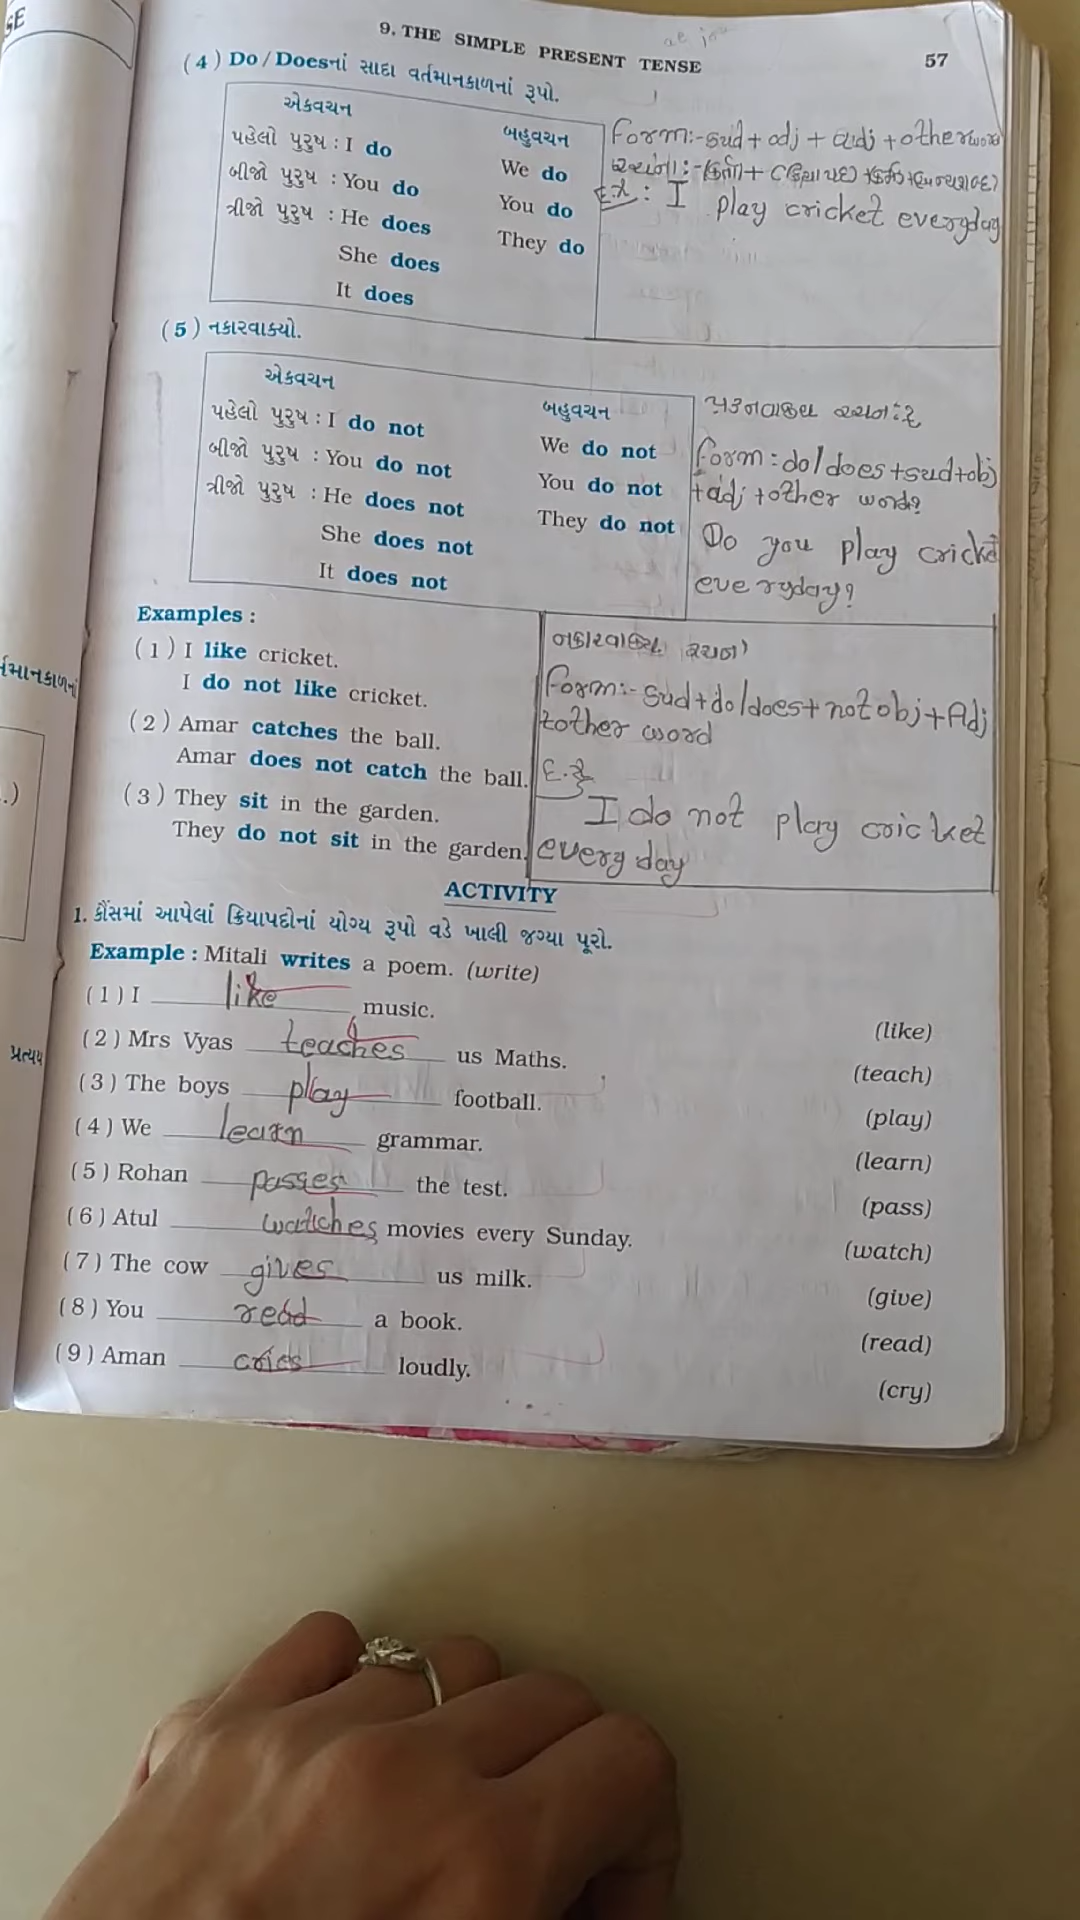 SE
9. THE SIMPLE PRESENT TENSE
57
(4) Do/Doesનાં સાદા વર્તમાનકાળનાં રૂપો.
એકવચન બહુવચન
પહેલો પુરુષ : I do We do
બીજો પુરુષ : You do You do
ત્રીજો પુરુષ : He does They do
She does
It does
Form:-sud + odj + adj + other word
I play cricket everyday
(5) નકારવાક્યો.
એકવચન બહુવચન
પહેલો પુરુષ : I do not We do not
બીજો પુરુષ : You do not You do not
ત્રીજો પુરુષ : He does not They do not
She does not
It does not
Form:do/does+sud+obj
+adj+other word?
Do you play cricket
everyday?
Examples :
(1) I like cricket.
I do not like cricket.
(2) Amar catches the ball.
Amar does not catch the ball.
(3) They sit in the garden.
They do not sit in the garden.
Form:-sud+do/does+not obj+Adj
+other word
I do not play cricket
everyday
ACTIVITY
1. કૌંસમાં આપેલાં ક્રિયાપદોનાં યોગ્ય રૂપો વડે ખાલી જગ્યા પૂરો.
Example : Mitali writes a poem. (write)
(1) I like music. (like)
(2) Mrs Vyas teaches us Maths. (teach)
(3) The boys play football. (play)
(4) We learn grammar. (learn)
(5) Rohan passes the test. (pass)
(6) Atul watches movies every Sunday. (watch)
(7) The cow gives us milk. (give)
(8) You read a book. (read)
(9) Aman cries loudly. (cry)
પ્રત્યય